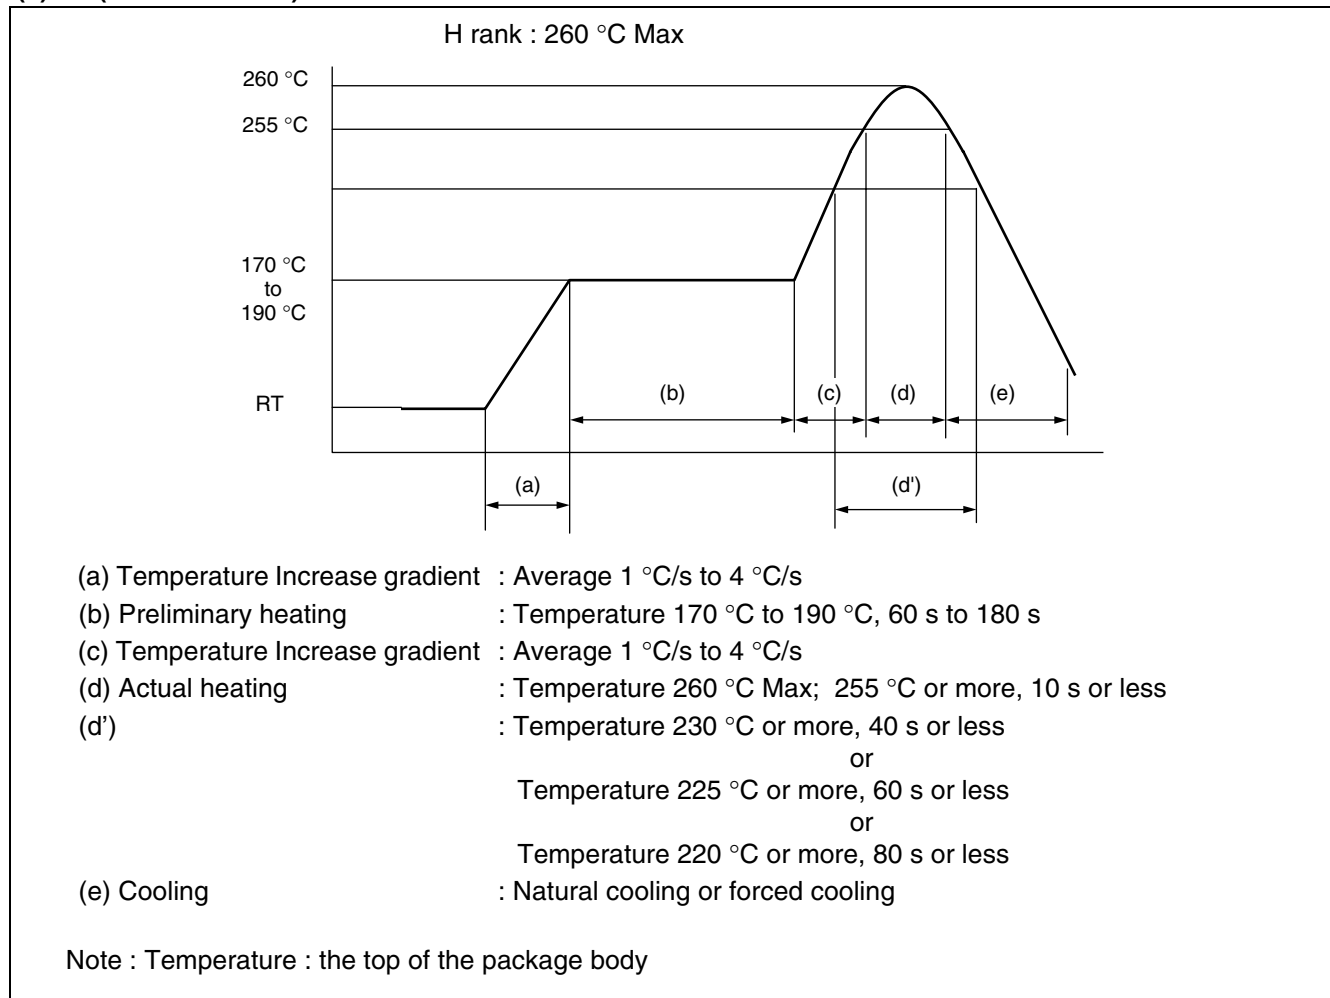 H rank : 260 °C Max
260 °C
255 °C
170 °C
to
190 °C
RT
(b)
(c)
(d)
(e)
(a)
(d')
(a) Temperature Increase gradient : Average 1 °C/s to 4 °C/s
(b) Preliminary heating : Temperature 170 °C to 190 °C, 60 s to 180 s
(c) Temperature Increase gradient : Average 1 °C/s to 4 °C/s
(d) Actual heating : Temperature 260 °C Max; 255 °C or more, 10 s or less
(d’) : Temperature 230 °C or more, 40 s or less
or
Temperature 225 °C or more, 60 s or less
or
Temperature 220 °C or more, 80 s or less
(e) Cooling : Natural cooling or forced cooling
Note : Temperature : the top of the package body